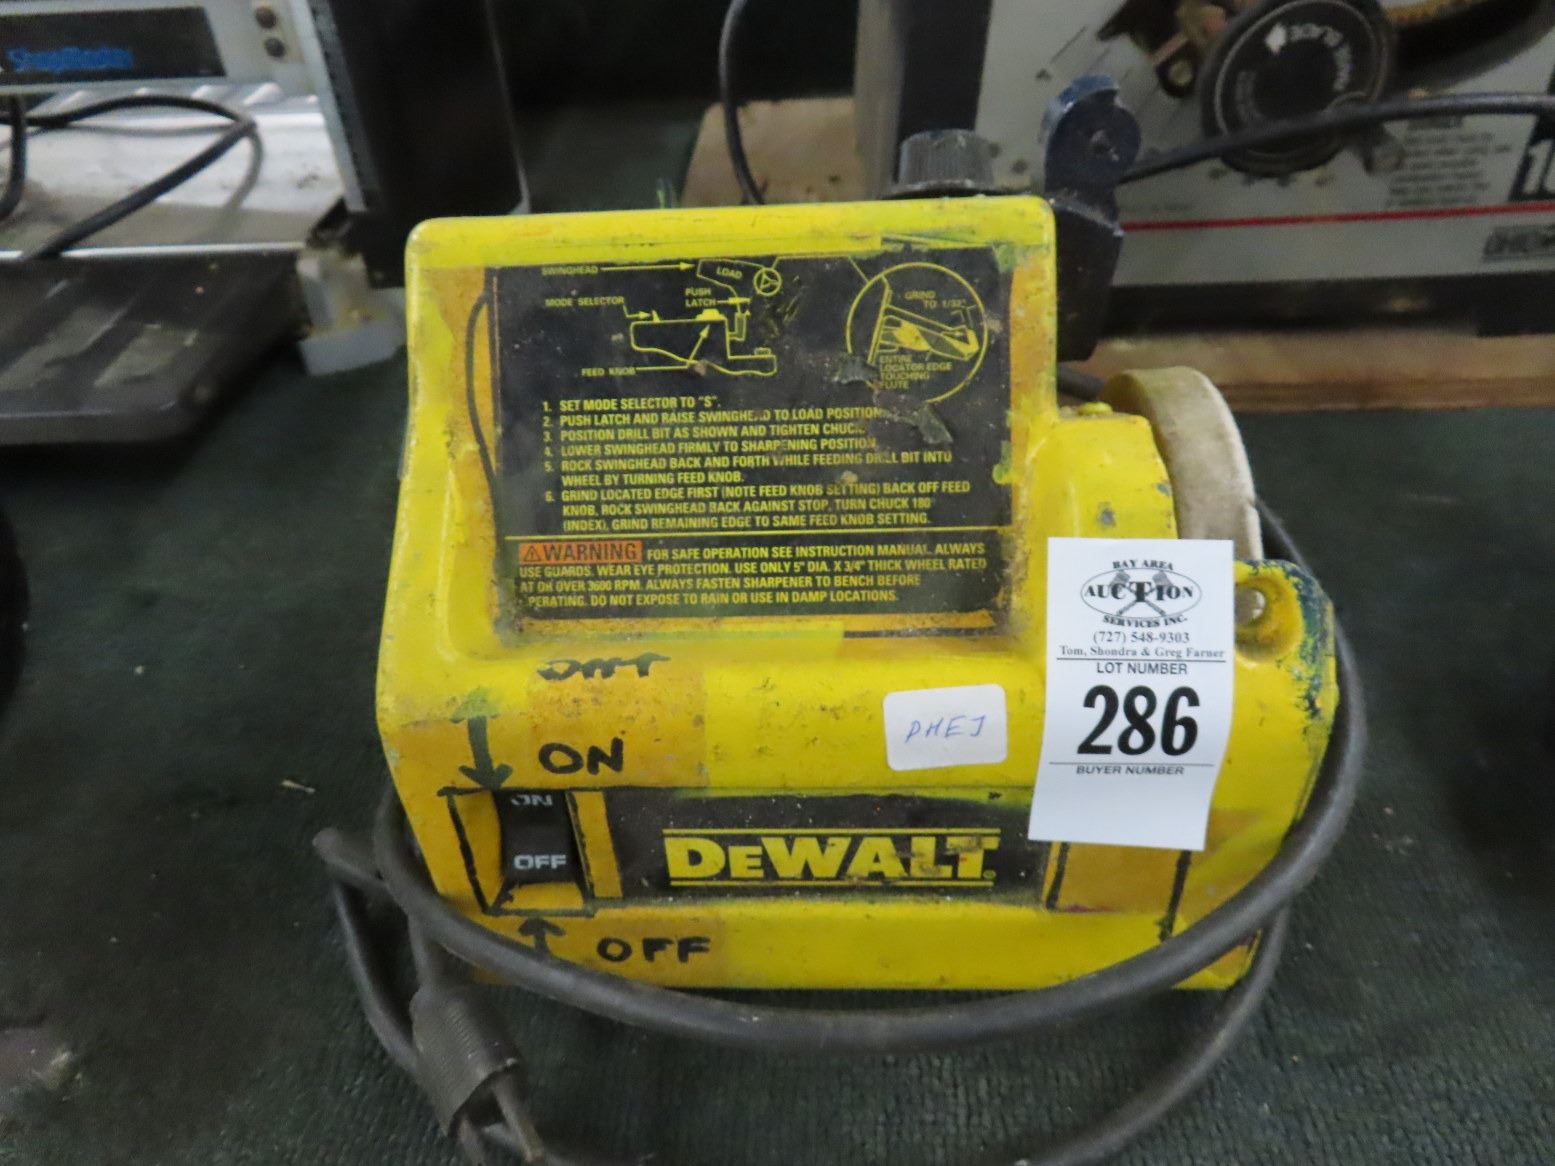 SWINGHEAD
LOAD
MODE SELECTOR
PUSH
LATCH
GRIND
TO 1/32"
FEED KNOB
ENTIRE
LOCATOR EDGE
TOUCHING
FLUTE
1. SET MODE SELECTOR TO "S".
2. PUSH LATCH AND RAISE SWINGHEAD TO LOAD POSITION
3. POSITION DRILL BIT AS SHOWN AND TIGHTEN CHUCK.
4. LOWER SWINGHEAD FIRMLY TO SHARPENING POSITION.
5. ROCK SWINGHEAD BACK AND FORTH WHILE FEEDING DRILL BIT INTO
WHEEL BY TURNING FEED KNOB.
6. GRIND LOCATED EDGE FIRST (NOTE FEED KNOB SETTING) BACK OFF FEED
KNOB, ROCK SWINGHEAD BACK AGAINST STOP, TURN CHUCK 180°
(INDEX), GRIND REMAINING EDGE TO SAME FEED KNOB SETTING.
⚠WARNING FOR SAFE OPERATION SEE INSTRUCTION MANUAL. ALWAYS
USE GUARDS. WEAR EYE PROTECTION. USE ONLY 5" DIA. X 3/4" THICK WHEEL RATED
AT OR OVER 3600 RPM. ALWAYS FASTEN SHARPENER TO BENCH BEFORE
OPERATING. DO NOT EXPOSE TO RAIN OR USE IN DAMP LOCATIONS.
ON
ON
OFF
OFF
DEWALT
PHEJ
BAY AREA
AUCTION
SERVICES INC.
(727) 548-9303
Tom, Shondra & Greg Farner
LOT NUMBER
286
BUYER NUMBER